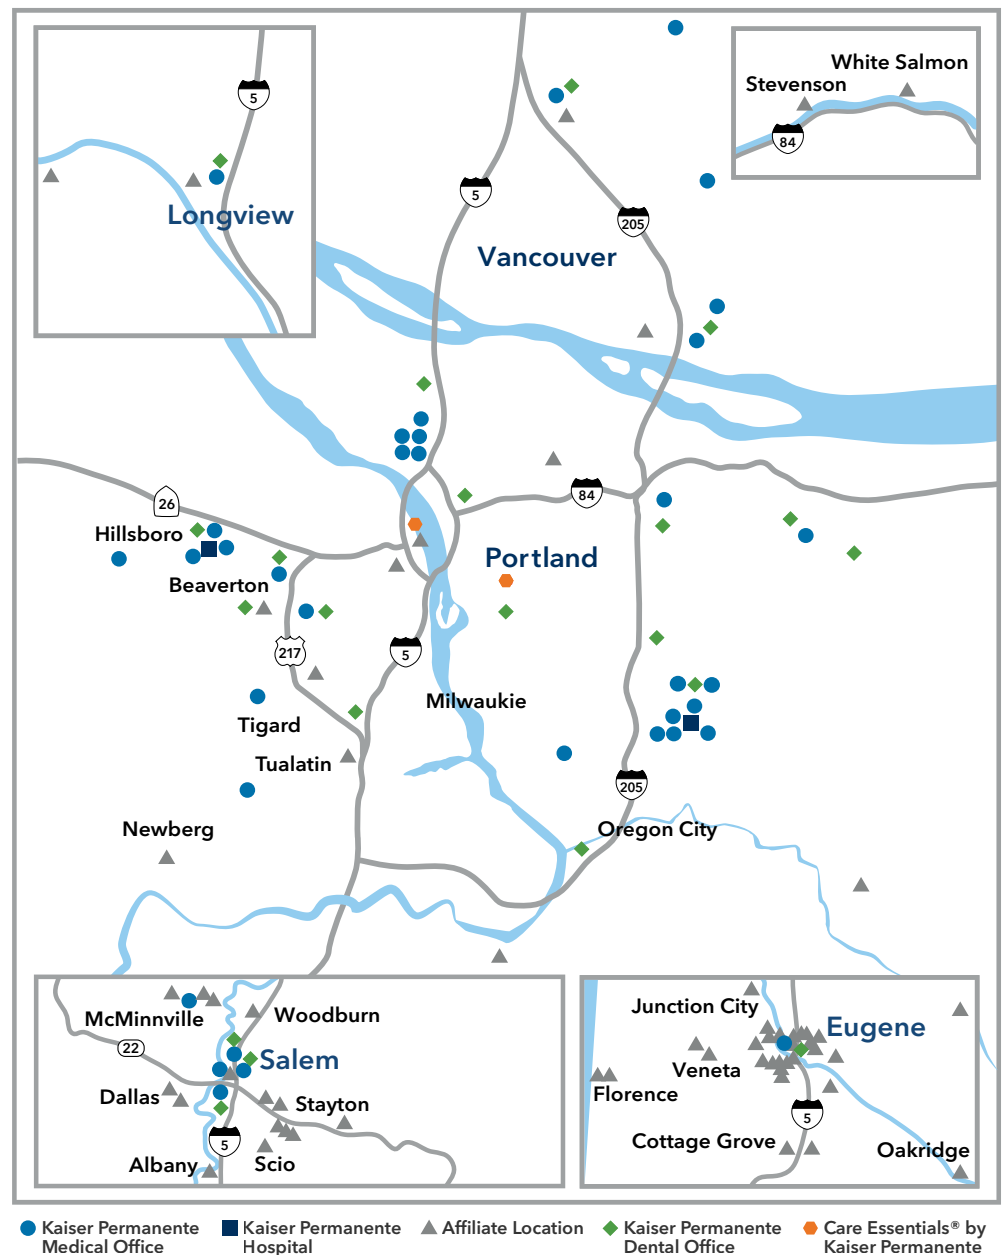 5
Longview
White Salmon
Stevenson
84
5
205
Vancouver
26
84
Hillsboro
Portland
Beaverton
217
5
Milwaukie
Tigard
Tualatin
205
Newberg
Oregon City
McMinnville
Woodburn
22
Salem
Dallas
Stayton
5
Albany
Scio
Junction City
Eugene
Veneta
Florence
5
Cottage Grove
Oakridge
Kaiser Permanente
Medical Office
Kaiser Permanente
Hospital
Affiliate Location
Kaiser Permanente
Dental Office
Care Essentials® by
Kaiser Permanente